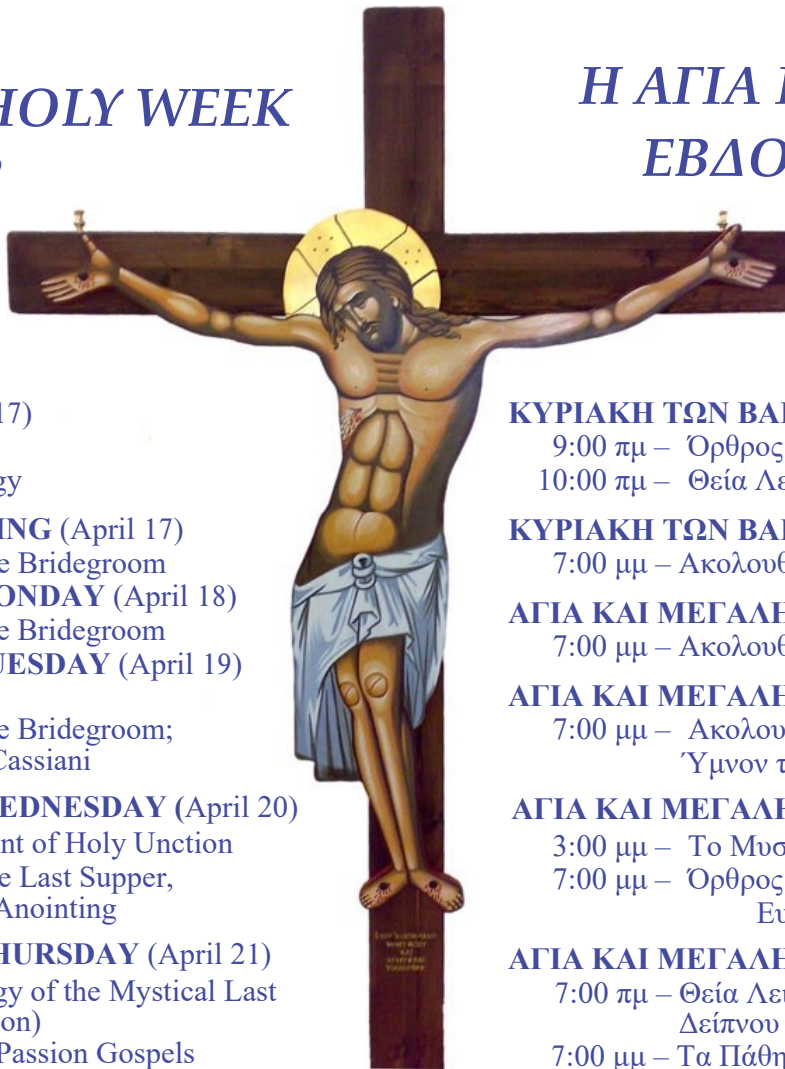 HOLY WEEK
17)
gy
ING (April 17)
e Bridegroom
ONDAY (April 18)
e Bridegroom
UESDAY (April 19)
e Bridegroom;
Cassiani
EDNESDAY (April 20)
nt of Holy Unction
e Last Supper,
Anointing
HURSDAY (April 21)
gy of the Mystical Last
on)
Passion Gospels
Η ΑΓΙΑ
ΕΒΔΟ
ΚΥΡΙΑΚΗ ΤΩΝ ΒΑΙ
9:00 πμ – Όρθρος
10:00 πμ – Θεία Λε
ΚΥΡΙΑΚΗ ΤΩΝ ΒΑΙ
7:00 μμ – Ακολουθ
ΑΓΙΑ ΚΑΙ ΜΕΓΑΛΗ
7:00 μμ – Ακολουθ
ΑΓΙΑ ΚΑΙ ΜΕΓΑΛΗ
7:00 μμ – Ακολου
Ύμνον τ
ΑΓΙΑ ΚΑΙ ΜΕΓΑΛΗ
3:00 μμ – Το Μυσ
7:00 μμ – Όρθρος
Ευ
ΑΓΙΑ ΚΑΙ ΜΕΓΑΛΗ
7:00 πμ – Θεία Λει
Δείπνου
7:00 μμ – Τα Πάθη